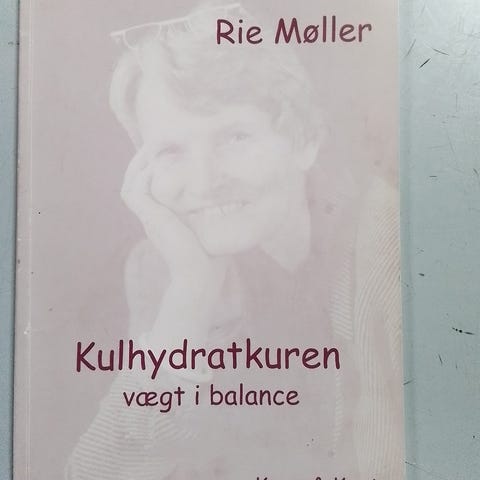 Rie Møller
Kulhydratkuren
vægt i balance